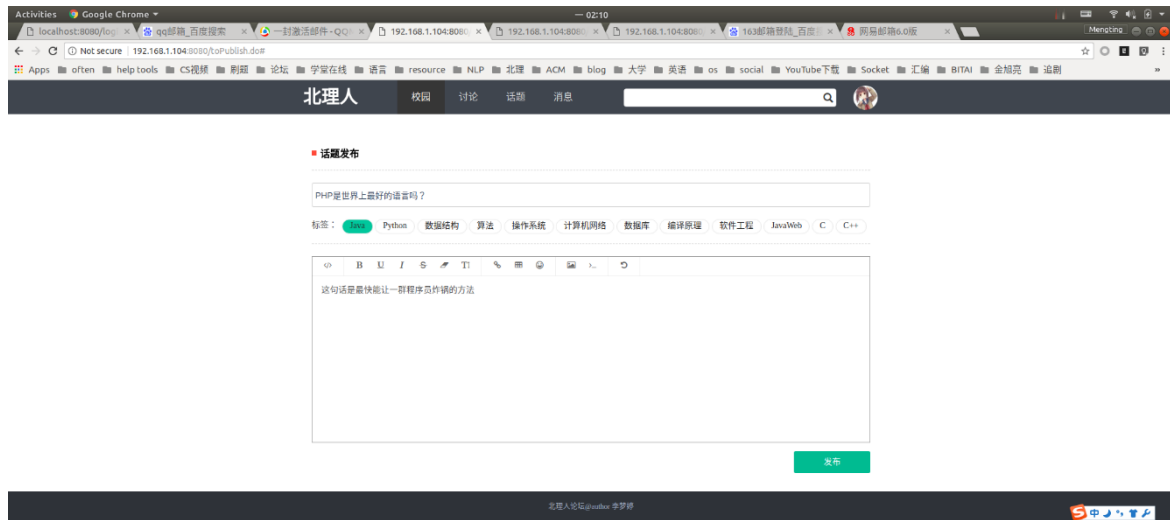 Activities Google Chrome 02:10
localhost:8080/log qq邮箱_百度搜索 一封激活邮件-QQ 192.168.1.104:8080 192.168.1.104:8080 192.168.1.104:8080 163邮箱登陆_百度 网易邮箱6.0版 Mengting
Not secure 192.168.1.104:8080/toPublish.do#
Apps often help tools CS视频 刷题 论坛 学堂在线 语言 resource NLP 北理 ACM blog 大学 英语 os social YouTube下载 Socket 汇编 BITAI 金旭亮 追剧 »
北理人 校园 讨论 话题 消息
话题发布
PHP是世界上最好的语言吗？
标签： Java Python 数据结构 算法 操作系统 计算机网络 数据库 编译原理 软件工程 JavaWeb C C++
B U I S TI
这句话是最快能让一群程序员炸锅的方法
发布
北理人论坛@author 李梦婷
中